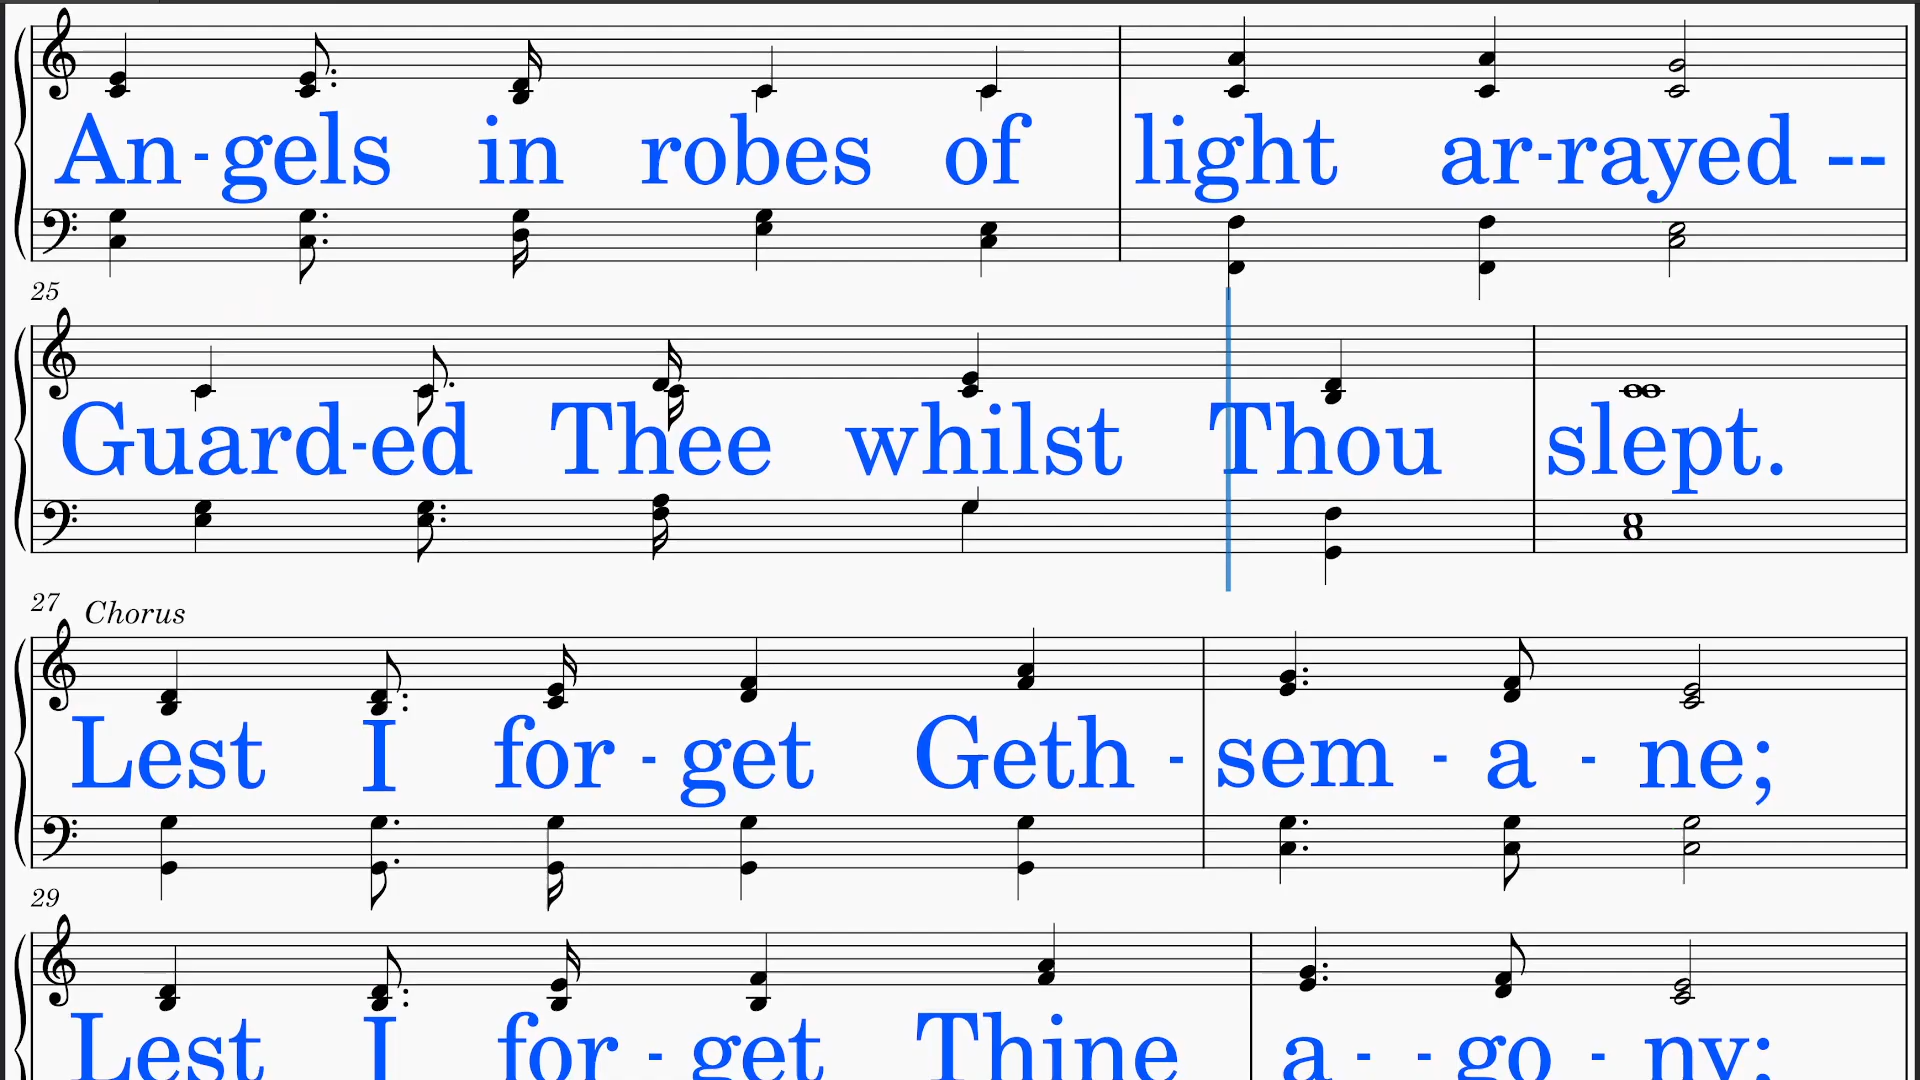 An-gels in robes of light ar-rayed --
25
Guard-ed Thee whilst Thou slept.
27 Chorus
Lest I for - get Geth - sem - a - ne;
29
Lest I for - get Thine a - - go - ny;